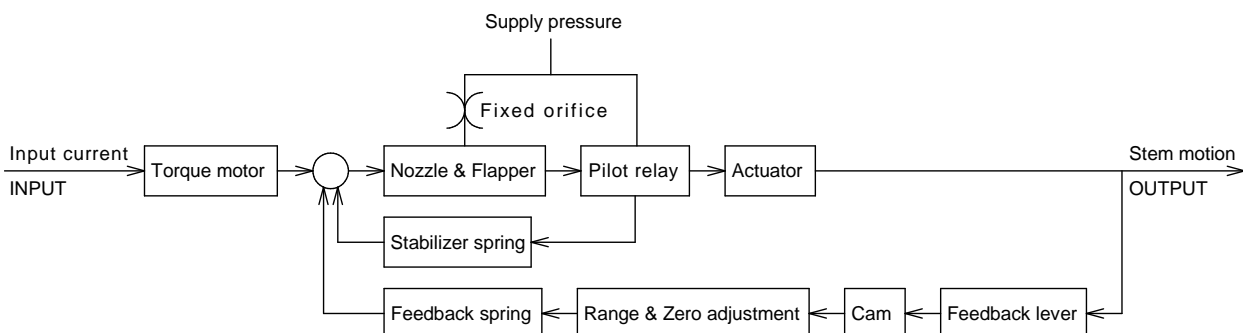 Supply pressure
Fixed orifice
Input current
INPUT
Torque motor
Nozzle & Flapper
Pilot relay
Actuator
Stem motion
OUTPUT
Stabilizer spring
Feedback spring
Range & Zero adjustment
Cam
Feedback lever